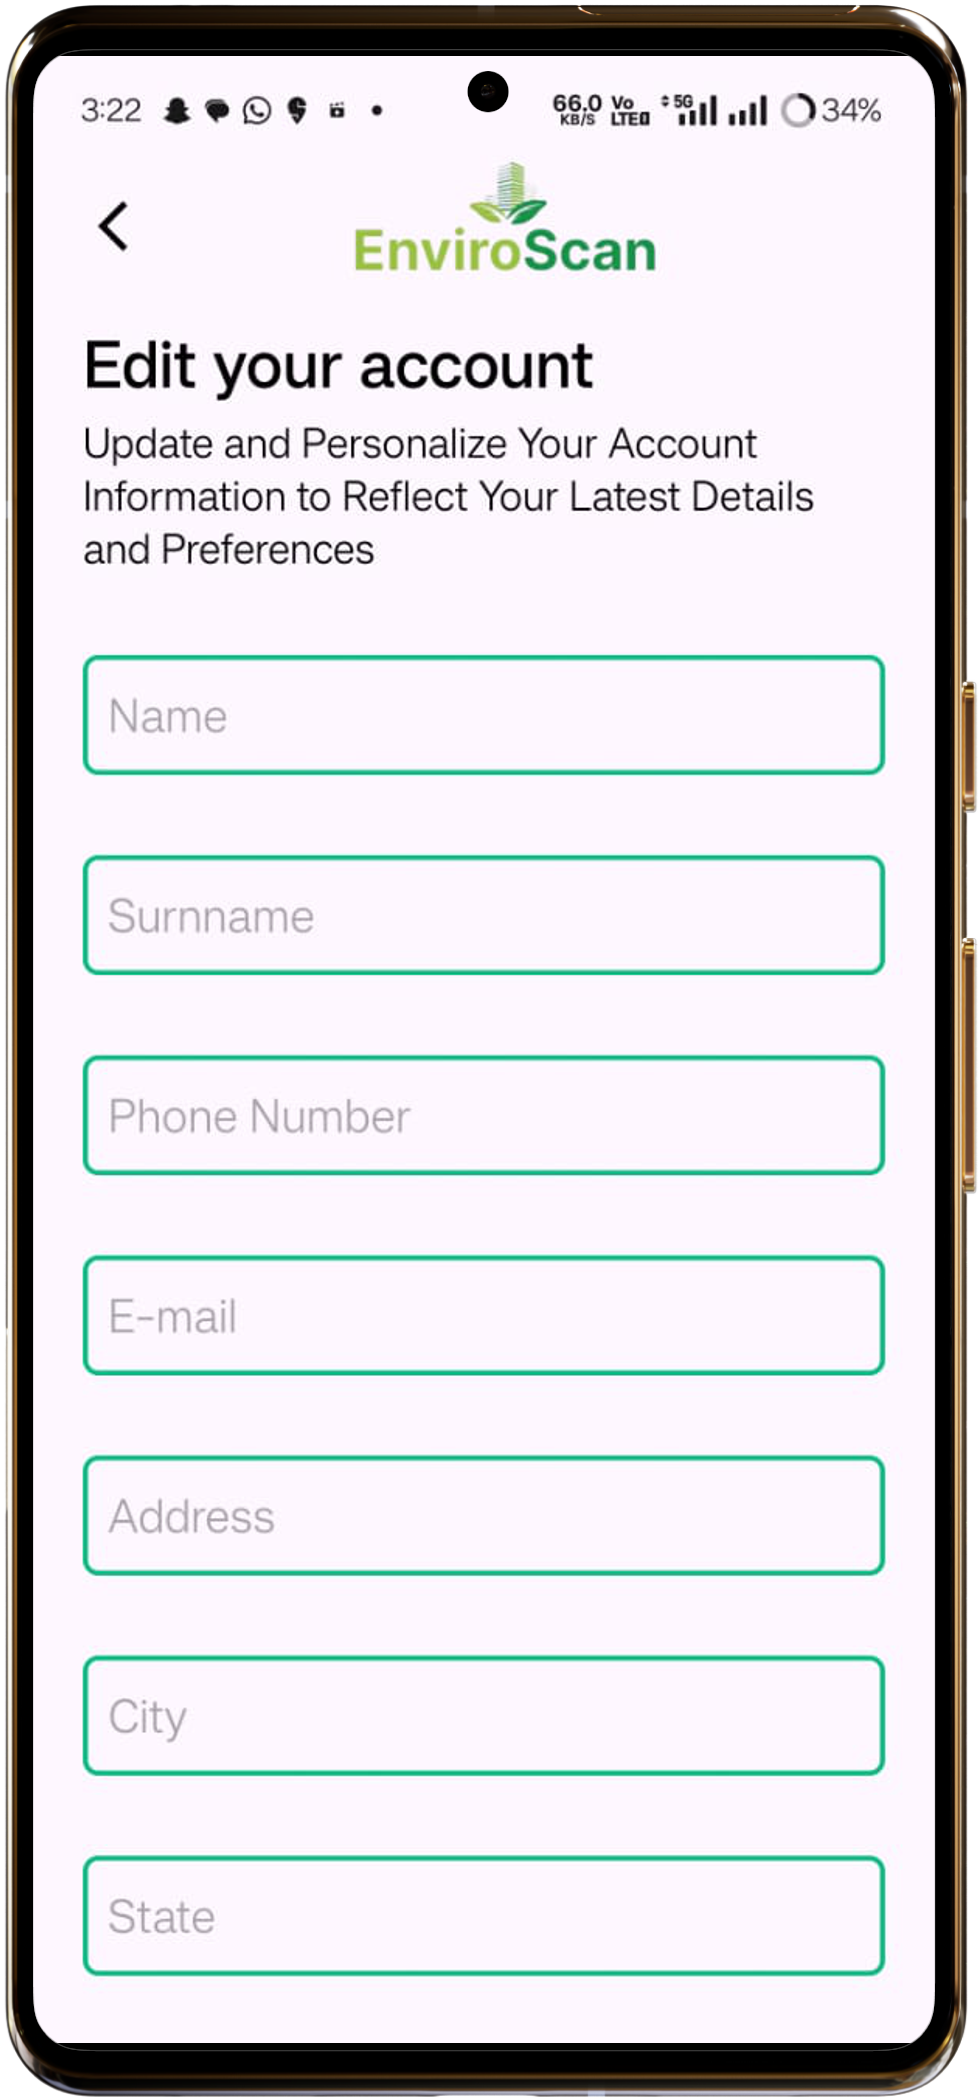 3:22 66.0 KB/S Vo LTE 5G 34%
EnviroScan
Edit your account
Update and Personalize Your Account
Information to Reflect Your Latest Details
and Preferences
Name
Surnname
Phone Number
E-mail
Address
City
State